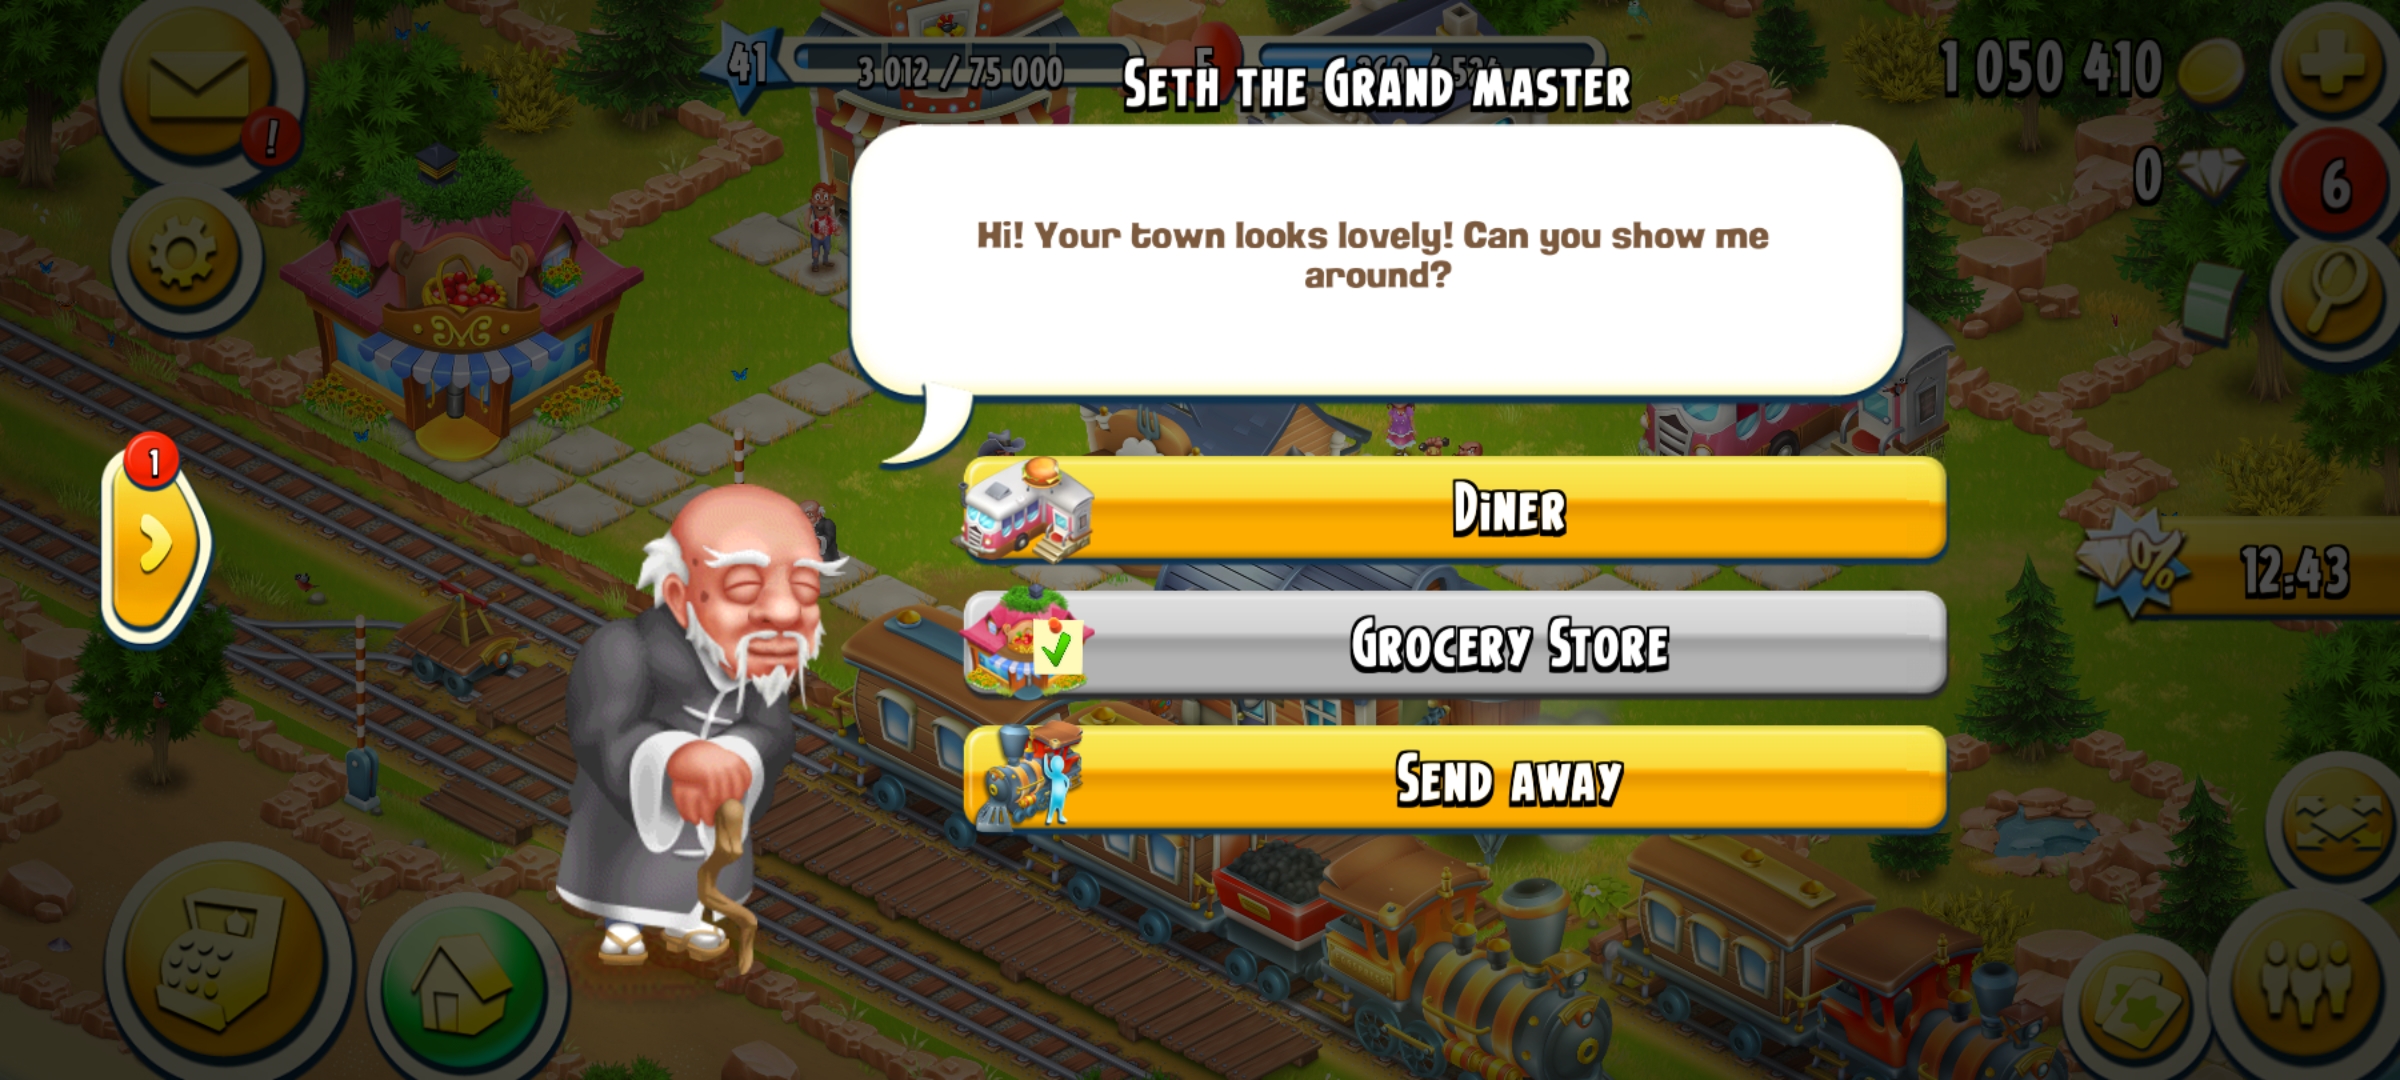 41
3 012 / 75 000
5
1 050 410
SETH THE GRAND MASTER
0
6
Hi! Your town looks lovely! Can you show me
around?
1
DINER
12:43
GROCERY STORE
SEND AWAY